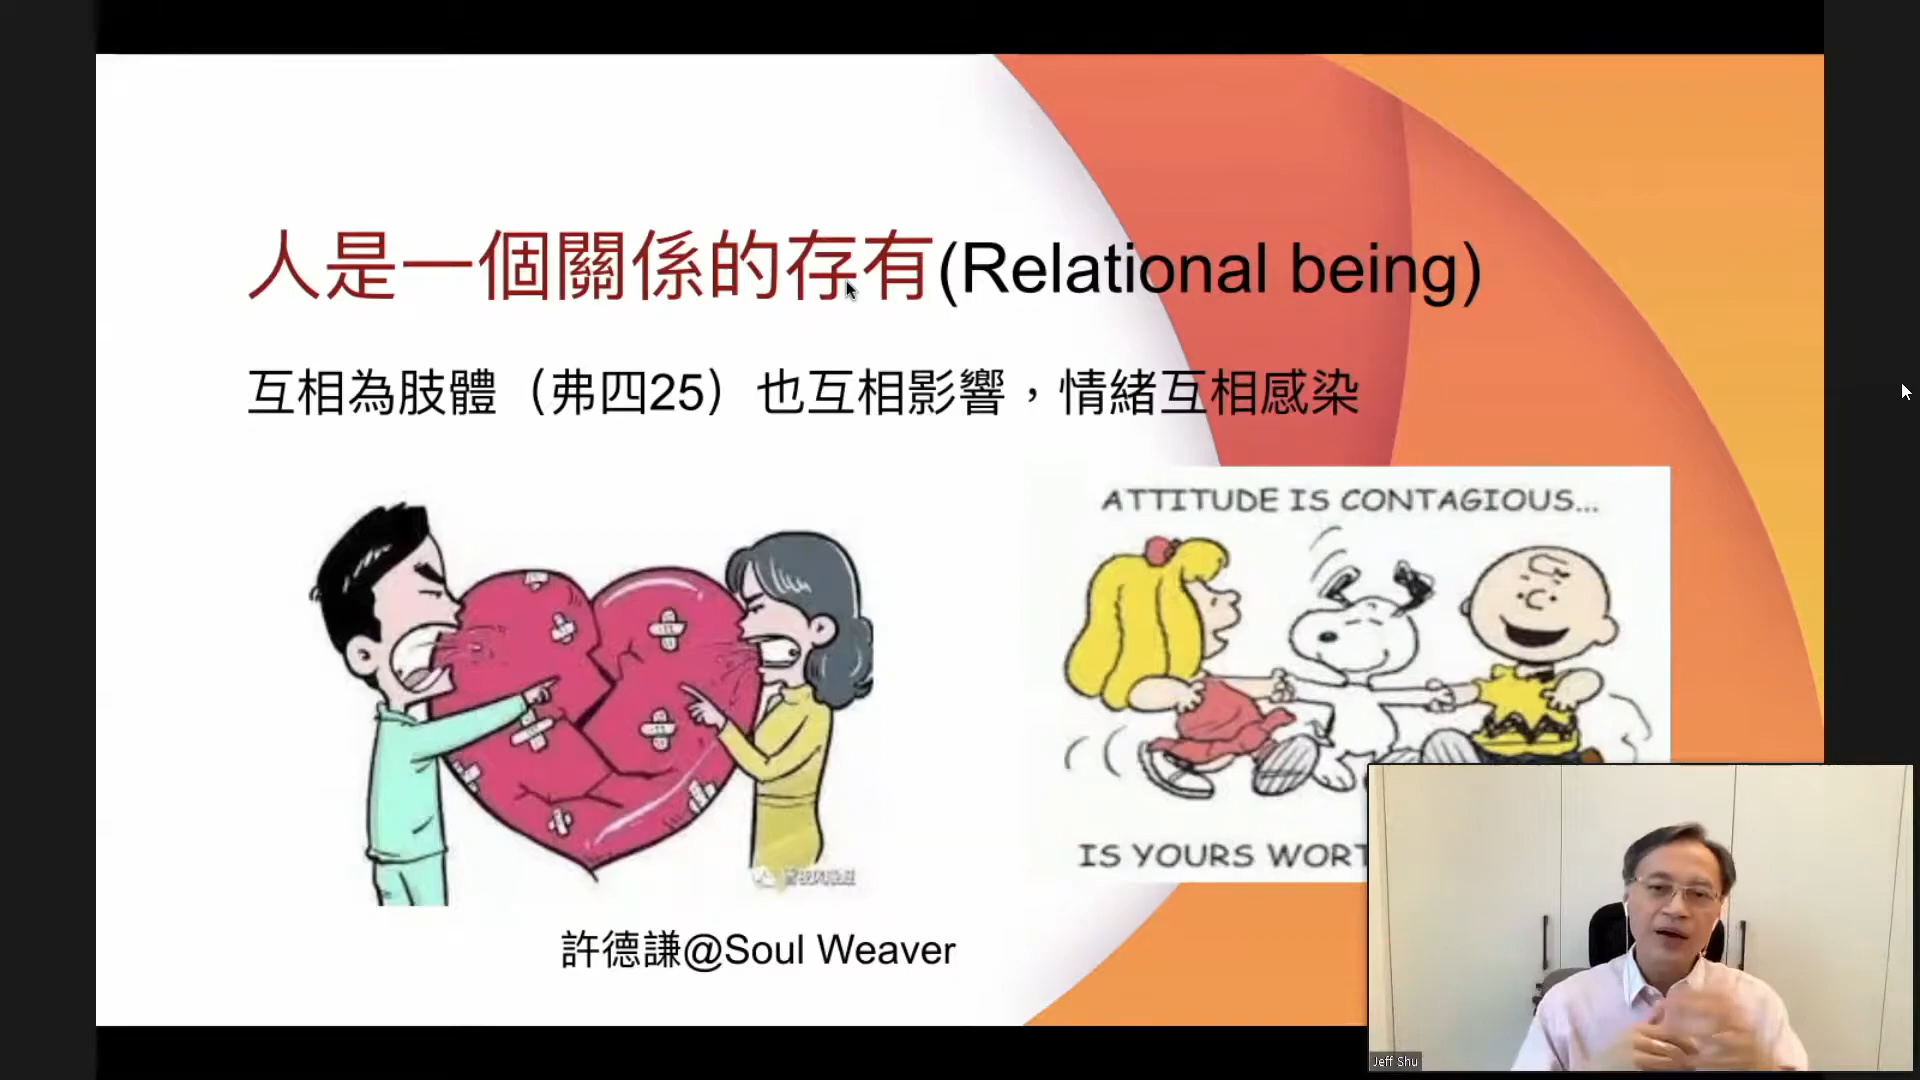 人是一個關係的存有(Relational being)
互相為肢體（弗四25）也互相影響，情緒互相感染
ATTITUDE IS CONTAGIOUS...
IS YOURS WORT
許德謙@Soul Weaver
Jeff Shu